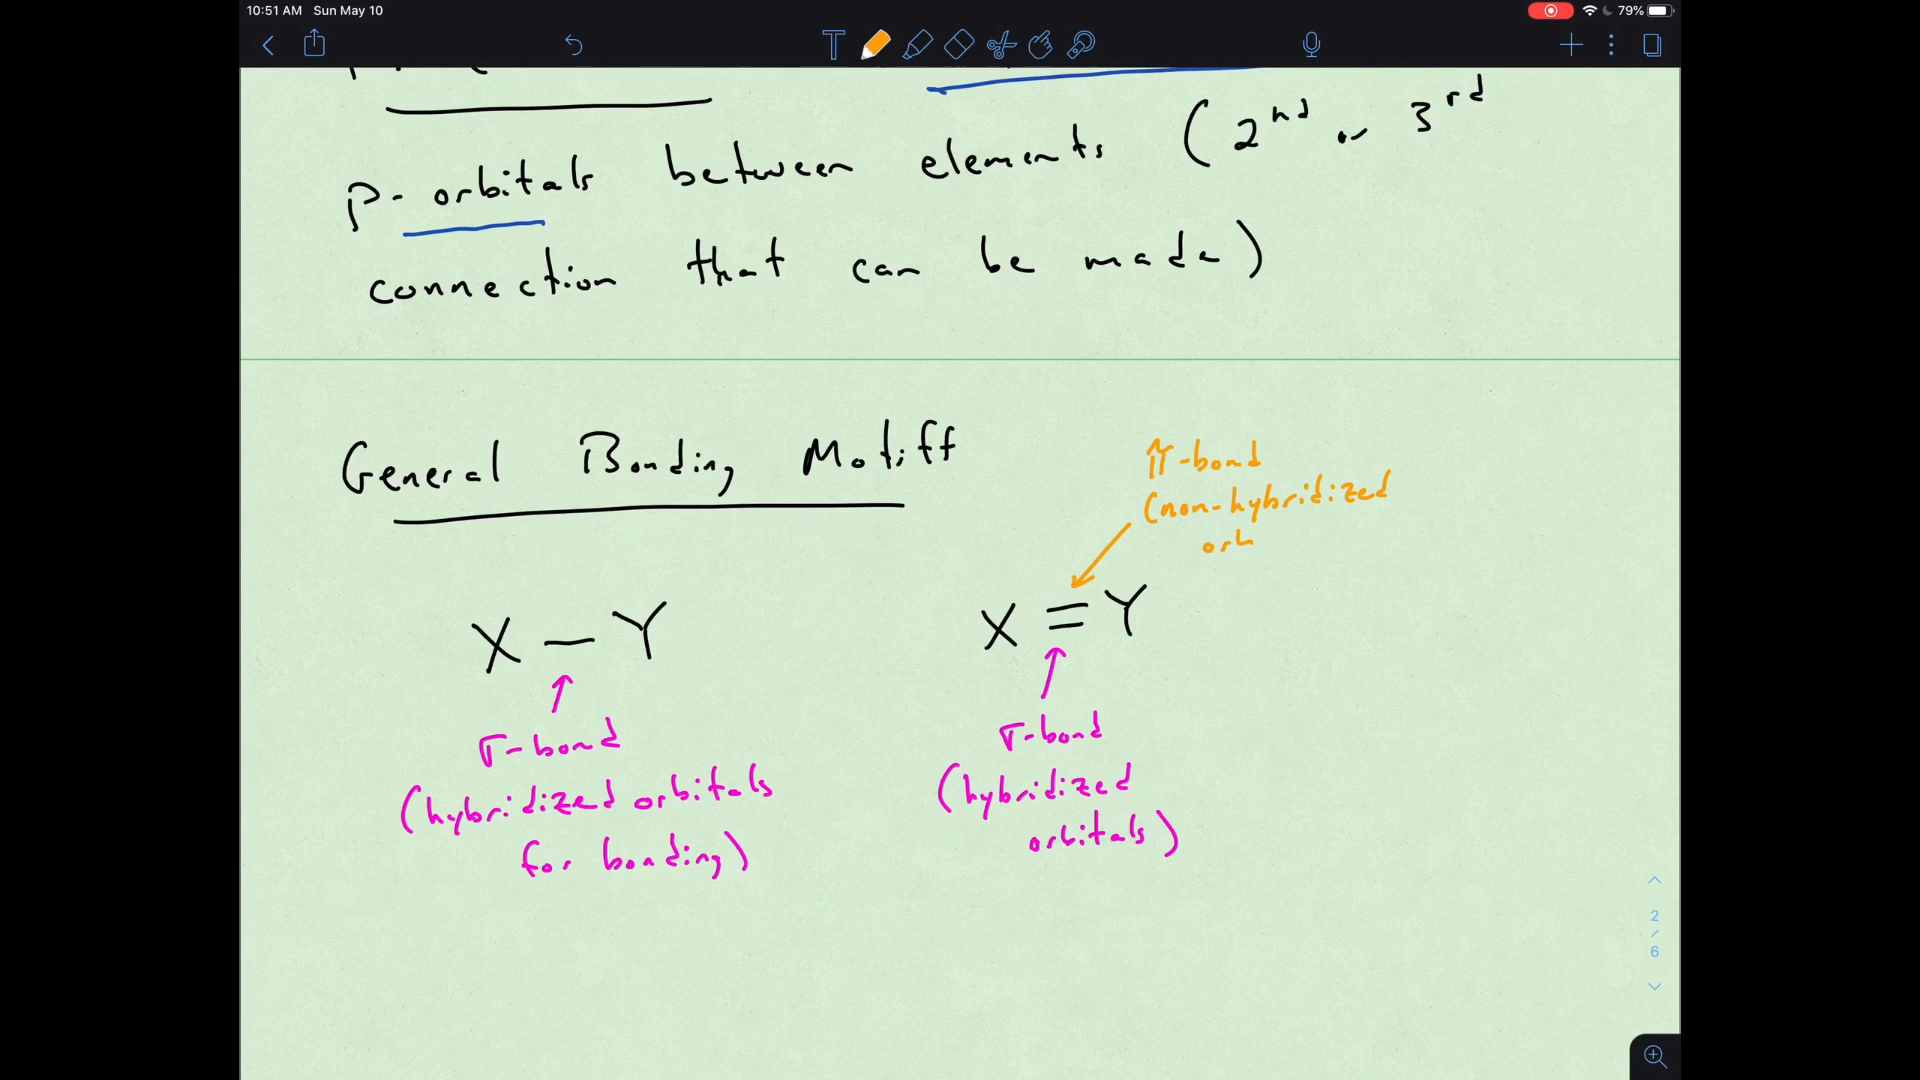 10:51 AM Sun May 10
79%
T
P-orbitals between elements (2nd or 3rd
connection that can be made)
General Bonding Motiff
π-bond
(non-hybridized
orb
X — Y
X = Y
σ-bond
(hybridized orbitals
for bonding)
σ-bond
(hybridized
orbitals)
2
/
6